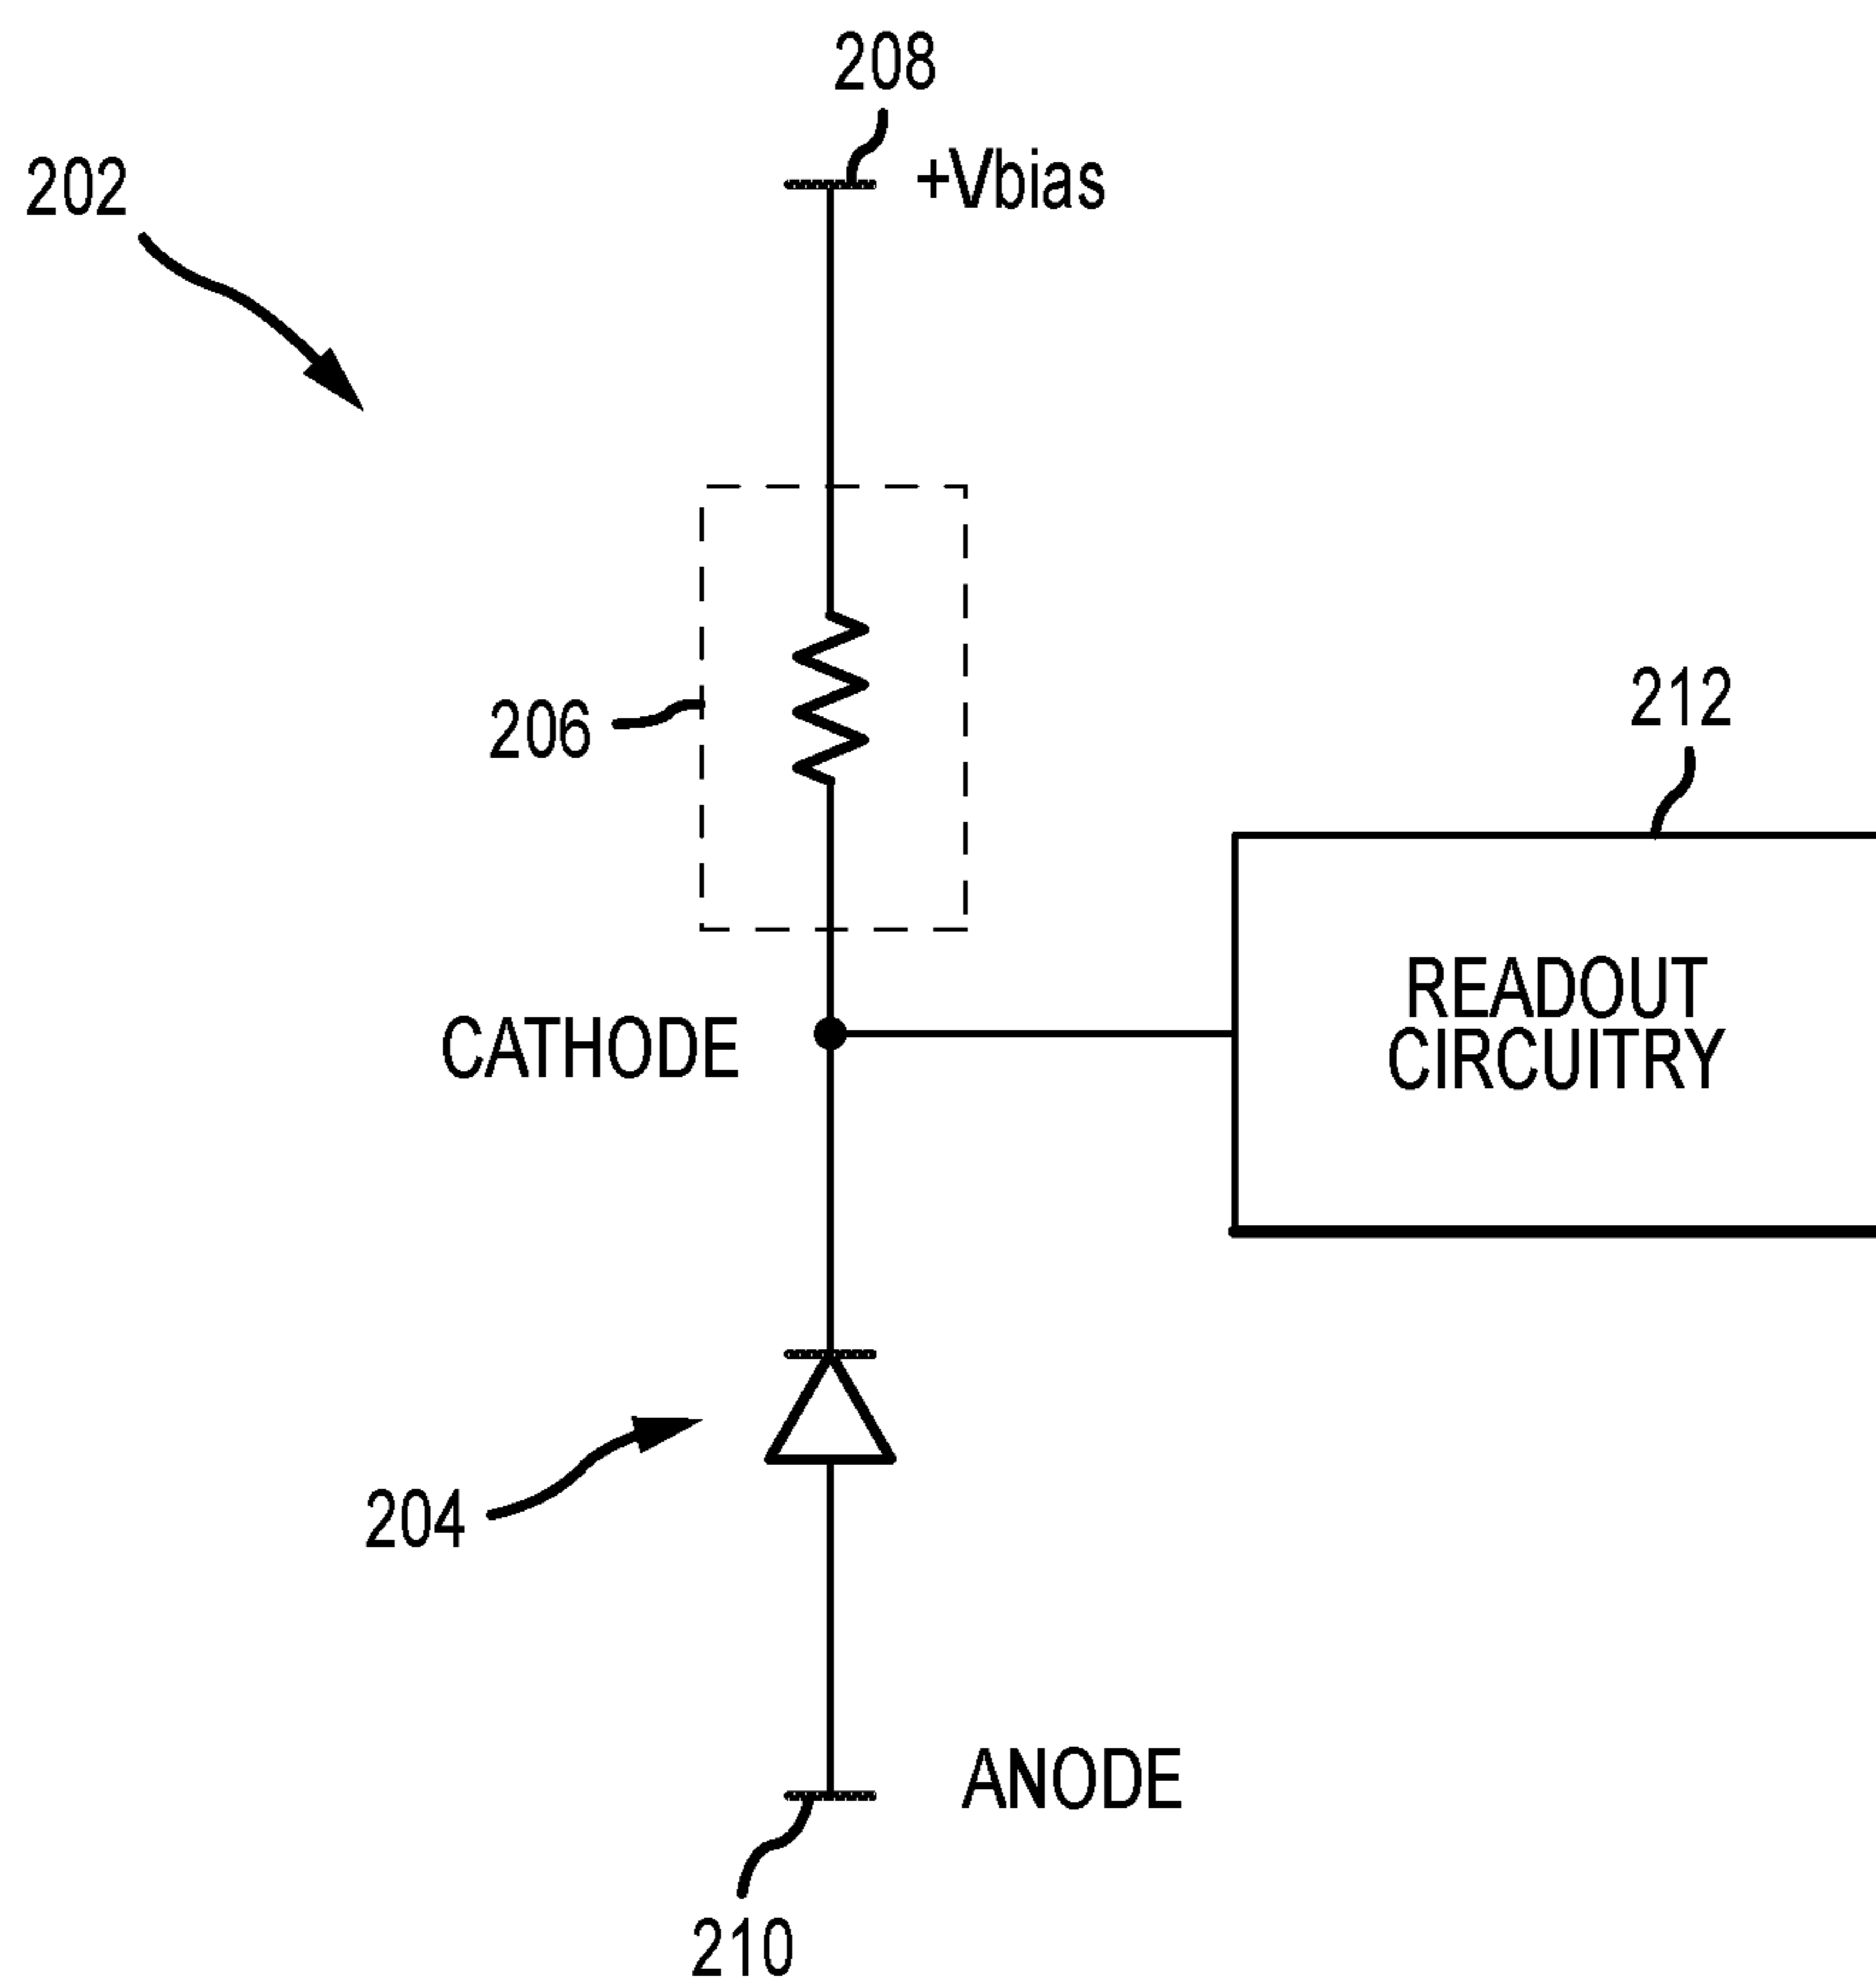 208
+Vbias
202
206
212
READOUT
CIRCUITRY
CATHODE
204
ANODE
210